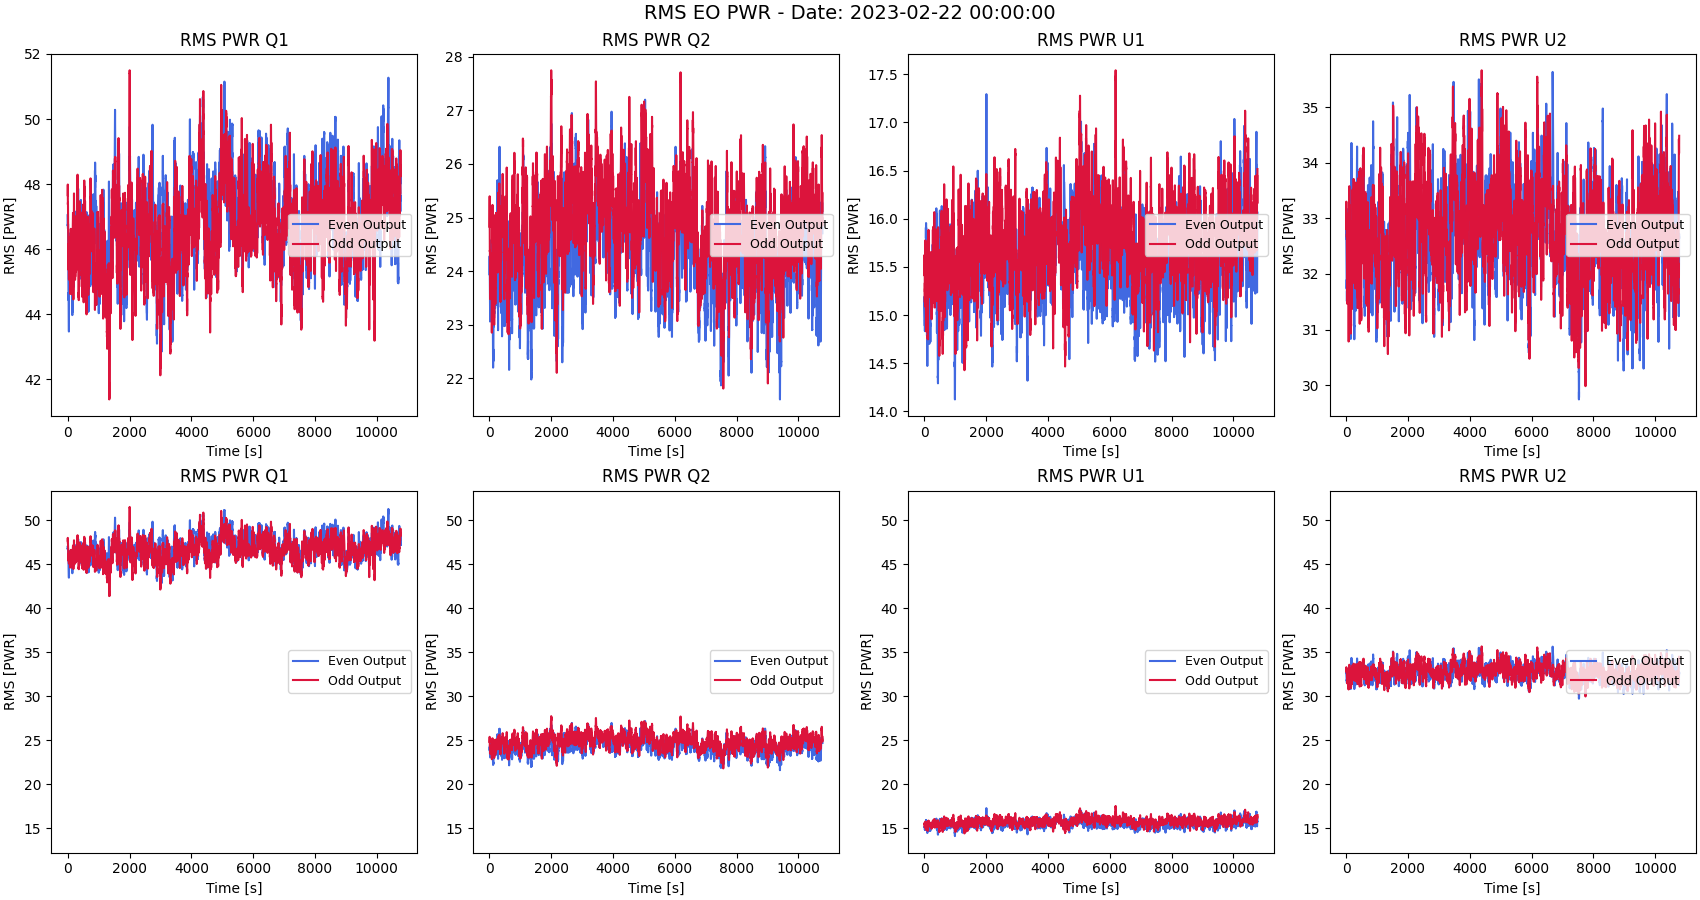 RMS EO PWR - Date: 2023-02-22 00:00:00
RMS PWR Q1
RMS [PWR]
52
50
48
46
44
42
Even Output
Odd Output
0 2000 4000 6000 8000 10000
Time [s]
RMS PWR Q2
RMS [PWR]
28
27
26
25
24
23
22
Even Output
Odd Output
0 2000 4000 6000 8000 10000
Time [s]
RMS PWR U1
RMS [PWR]
17.5
17.0
16.5
16.0
15.5
15.0
14.5
14.0
Even Output
Odd Output
0 2000 4000 6000 8000 10000
Time [s]
RMS PWR U2
RMS [PWR]
35
34
33
32
31
30
Even Output
Odd Output
0 2000 4000 6000 8000 10000
Time [s]
RMS PWR Q1
RMS [PWR]
50
45
40
35
30
25
20
15
Even Output
Odd Output
0 2000 4000 6000 8000 10000
Time [s]
RMS PWR Q2
RMS [PWR]
50
45
40
35
30
25
20
15
Even Output
Odd Output
0 2000 4000 6000 8000 10000
Time [s]
RMS PWR U1
RMS [PWR]
50
45
40
35
30
25
20
15
Even Output
Odd Output
0 2000 4000 6000 8000 10000
Time [s]
RMS PWR U2
RMS [PWR]
50
45
40
35
30
25
20
15
Even Output
Odd Output
0 2000 4000 6000 8000 10000
Time [s]